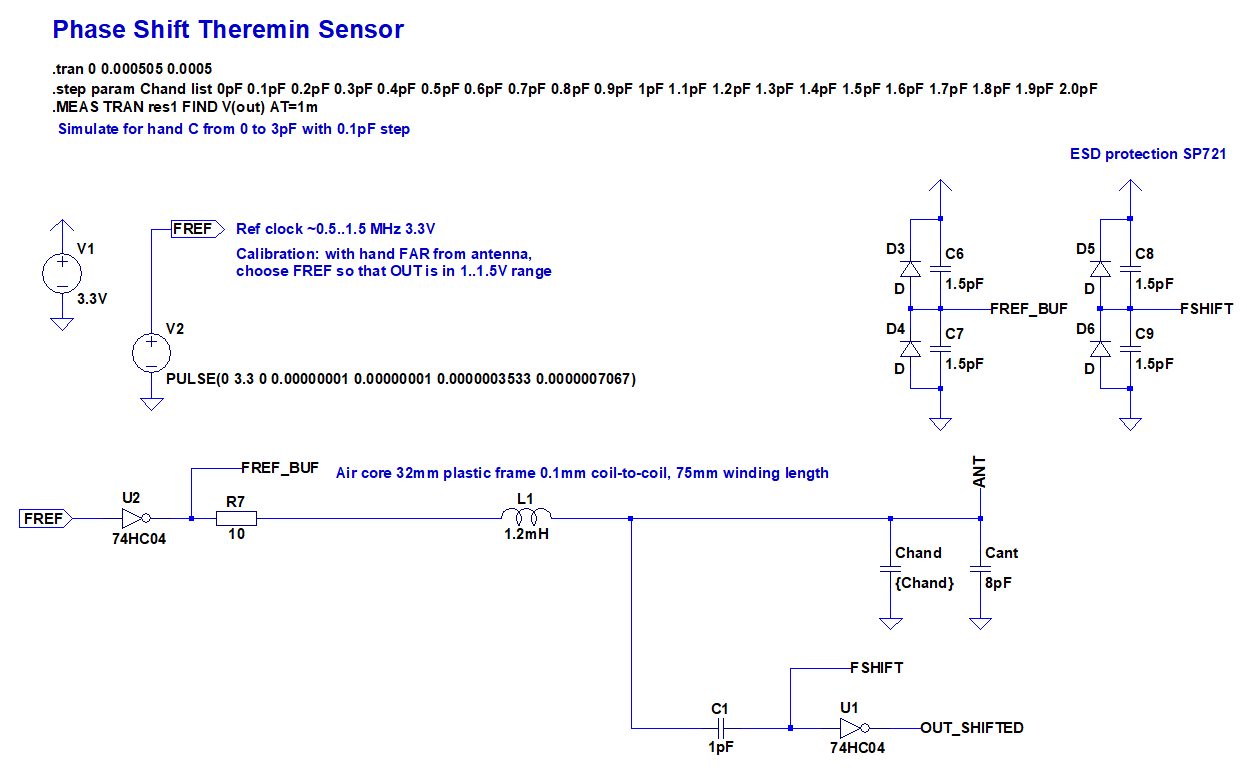 Phase Shift Theremin Sensor
.tran 0 0.000505 0.0005
.step param Chand list 0pF 0.1pF 0.2pF 0.3pF 0.4pF 0.5pF 0.6pF 0.7pF 0.8pF 0.9pF 1pF 1.1pF 1.2pF 1.3pF 1.4pF 1.5pF 1.6pF 1.7pF 1.8pF 1.9pF 2.0pF
.MEAS TRAN res1 FIND V(out) AT=1m
Simulate for hand C from 0 to 3pF with 0.1pF step
ESD protection SP721
FREF
Ref clock ~0.5..1.5 MHz 3.3V
Calibration: with hand FAR from antenna,
choose FREF so that OUT is in 1..1.5V range
V1
3.3V
V2
PULSE(0 3.3 0 0.00000001 0.00000001 0.0000003533 0.0000007067)
D3
D
C6
1.5pF
FREF_BUF
D4
D
C7
1.5pF
D5
D
C8
1.5pF
FSHIFT
D6
D
C9
1.5pF
FREF_BUF
Air core 32mm plastic frame 0.1mm coil-to-coil, 75mm winding length
ANT
FREF
U2
74HC04
R7
10
L1
1.2mH
Chand
{Chand}
Cant
8pF
FSHIFT
C1
1pF
U1
74HC04
OUT_SHIFTED